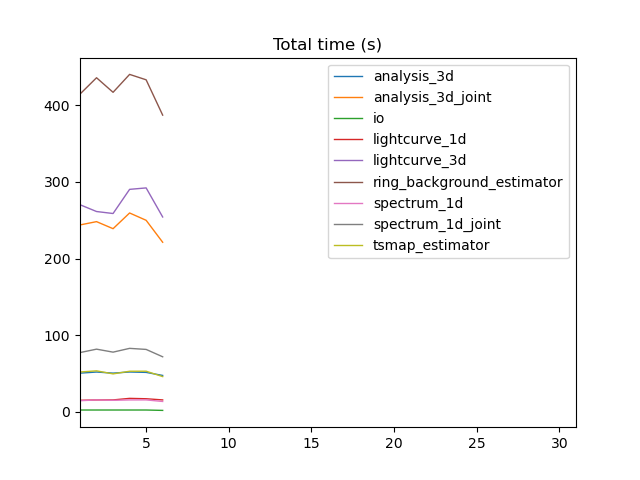 Total time (s)
analysis_3d
analysis_3d_joint
io
lightcurve_1d
lightcurve_3d
ring_background_estimator
spectrum_1d
spectrum_1d_joint
tsmap_estimator
400
300
200
100
0
5 10 15 20 25 30